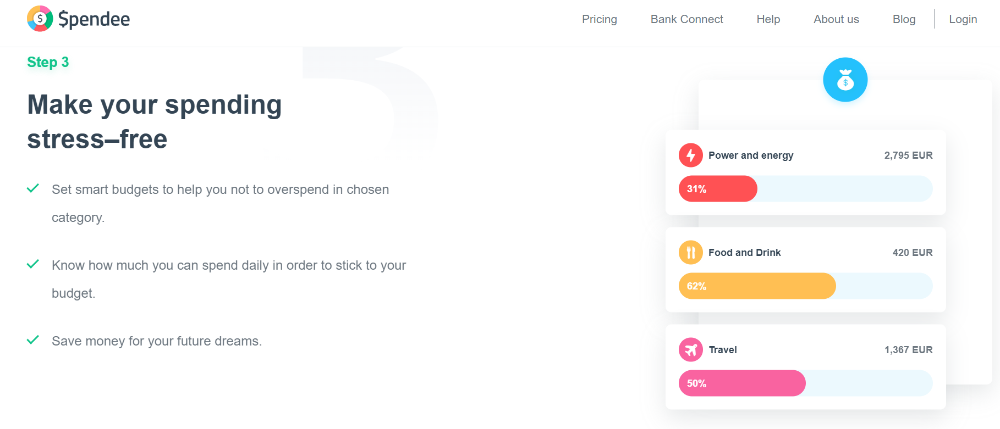 $pendee
Pricing
Bank Connect
Help
About us
Blog
Login
Step 3
3
Make your spending
stress–free
Set smart budgets to help you not to overspend in chosen
category.
Know how much you can spend daily in order to stick to your
budget.
Save money for your future dreams.
$
Power and energy
2,795 EUR
31%
Food and Drink
420 EUR
62%
Travel
1,367 EUR
50%